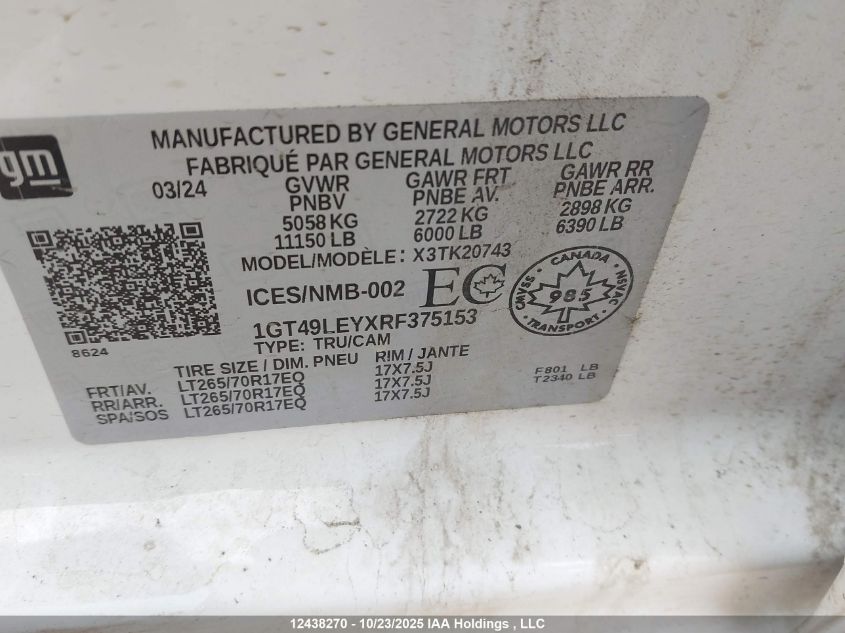 gm
MANUFACTURED BY GENERAL MOTORS LLC
FABRIQUÉ PAR GENERAL MOTORS LLC
03/24 GVWR GAWR FRT GAWR RR
PNBV PNBE AV. PNBE ARR.
5058 KG 2722 KG 2898 KG
11150 LB 6000 LB 6390 LB
MODEL/MODÈLE: X3TK20743
ICES/NMB-002 EC
CANADA
CMVSS 985 NSVAC
TRANSPORT
1GT49LEYXRF375153
8624 TYPE: TRU/CAM
TIRE SIZE / DIM. PNEU RIM / JANTE
FRT/AV. LT265/70R17EQ 17X7.5J F801 LB
RR/ARR. LT265/70R17EQ 17X7.5J T2340 LB
SPA/SOS LT265/70R17EQ 17X7.5J
12438270 - 10/23/2025 IAA Holdings , LLC